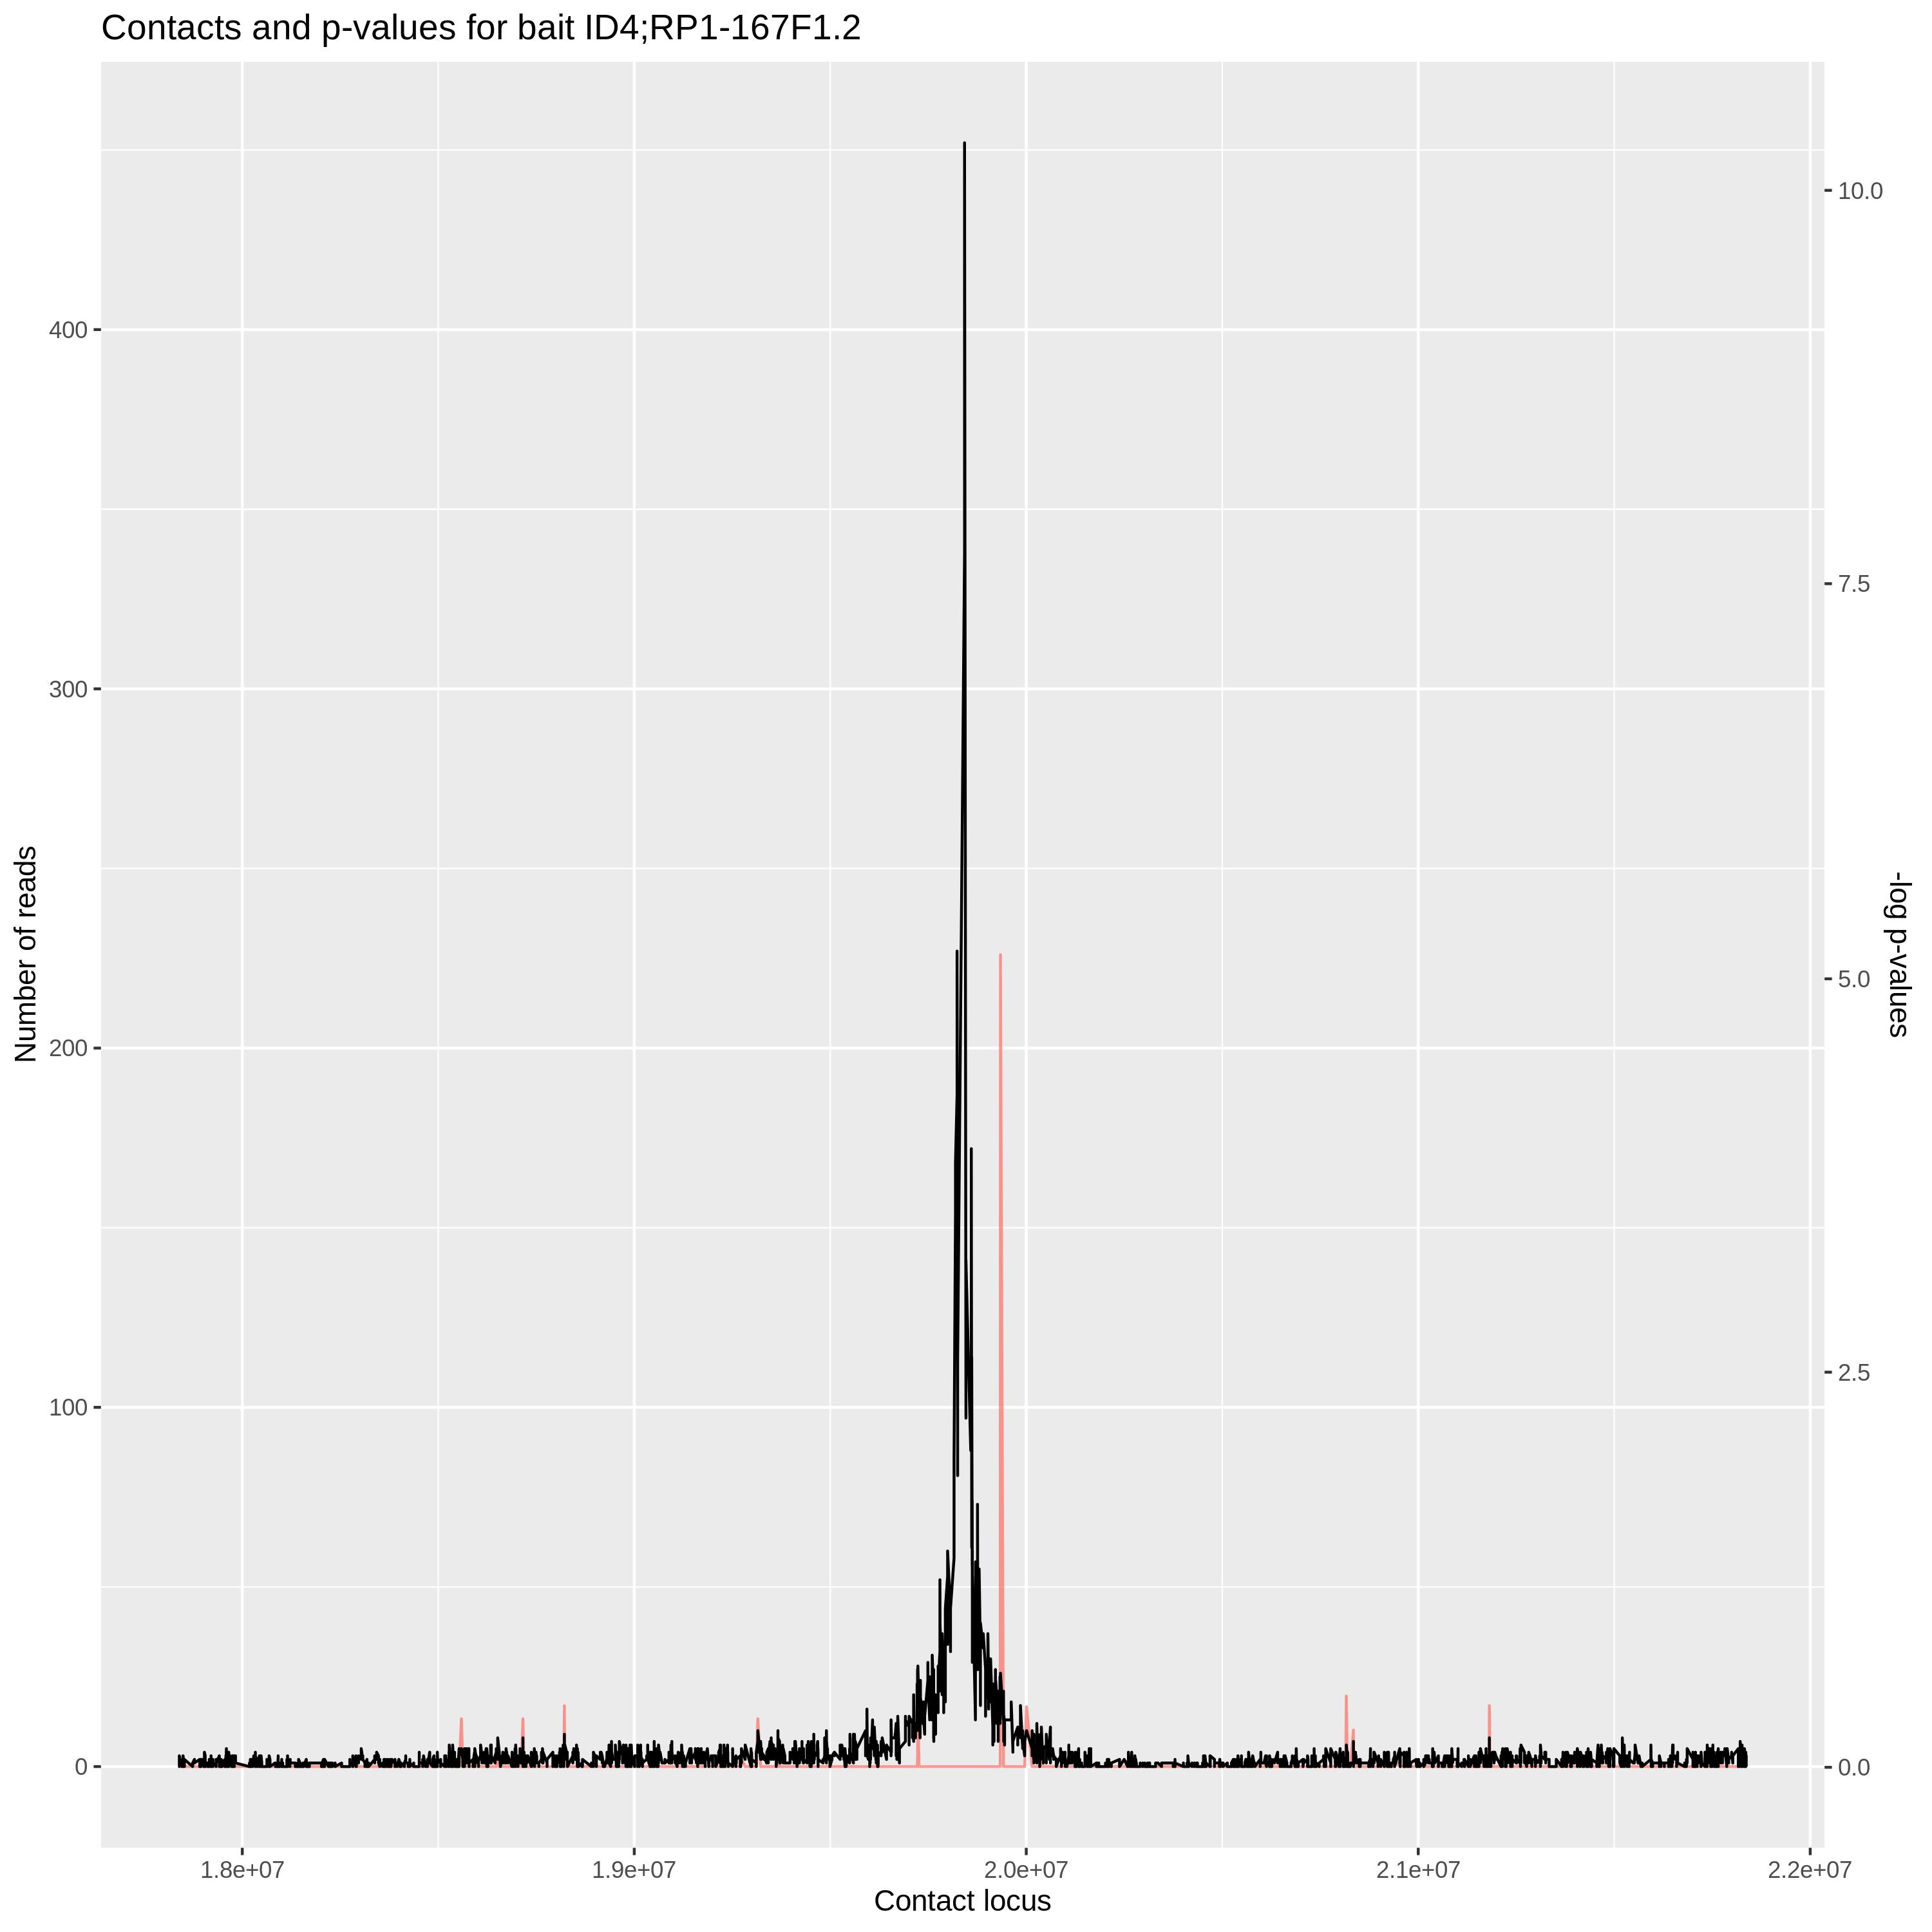 Contacts and p-values for bait ID4;RP1-167F1.2
Number of reads
400
300
200
100
0
10.0
7.5
5.0
2.5
0.0
-log p-values
1.8e+07
1.9e+07
2.0e+07
2.1e+07
2.2e+07
Contact locus